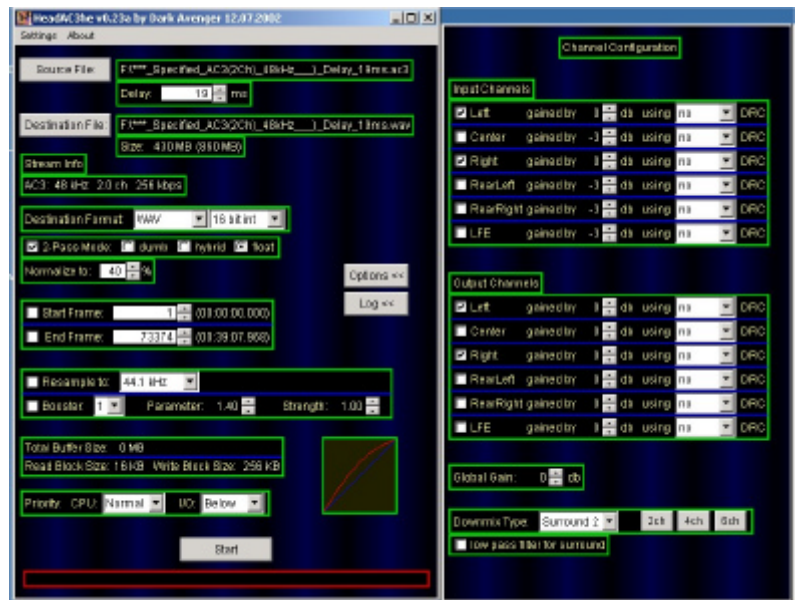 HeadAC3he v0.23a by Dark Avenger 12.07.2002
Settings About
Source File: F:\***_Specified_AC3(2Ch)_48kHz___)_Delay_19ms.ac3
Delay: 19 ms
Destination File: F:\***_Specified_AC3(2Ch)_48kHz___)_Delay_19ms.wav
Size: 430MB (860MB)
Stream Info
AC3: 48 kHz 2.0 ch 256 kbps
Destination Format: WAV 16 bit int
2-Pass Mode: dumb hybrid float
Normalize to: 40 %
Options <<
Log <<
Start Frame: 1 (00:00:00.000)
End Frame: 73374 (00:39:07.968)
Resample to: 44.1 kHz
Booster: 1 Parameter: 1.40 Strength: 1.00
Total Buffer Size: 0 MB
Read Block Size: 16 KB Write Block Size: 256 KB
Priority: CPU: Normal I/O: Below
Start
Channel Configuration
Input Channels
Left gained by 0 db using no DRC
Center gained by -3 db using no DRC
Right gained by 0 db using no DRC
RearLeft gained by -3 db using no DRC
RearRight gained by -3 db using no DRC
LFE gained by -3 db using no DRC
Output Channels
Left gained by 0 db using no DRC
Center gained by 0 db using no DRC
Right gained by 0 db using no DRC
RearLeft gained by 0 db using no DRC
RearRight gained by 0 db using no DRC
LFE gained by 0 db using no DRC
Global Gain: 0 db
Downmix Type: Surround 2 2ch 4ch 6ch
low pass filter for surround